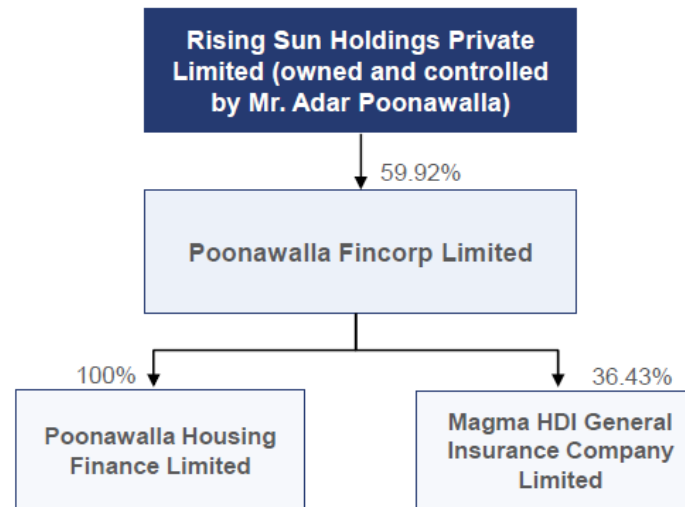 Rising Sun Holdings Private
Limited (owned and controlled
by Mr. Adar Poonawalla)
59.92%
Poonawalla Fincorp Limited
100%
36.43%
Poonawalla Housing
Finance Limited
Magma HDI General
Insurance Company
Limited